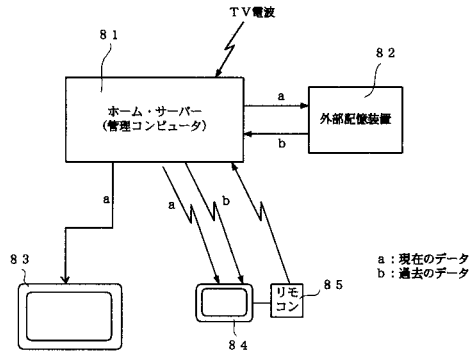 TV電波
81
82
ホーム・サーバー
(管理コンピュータ)
a
外部記憶装置
b
a
a
b
83
リモ
コン
85
84
a:現在のデータ
b:過去のデータ